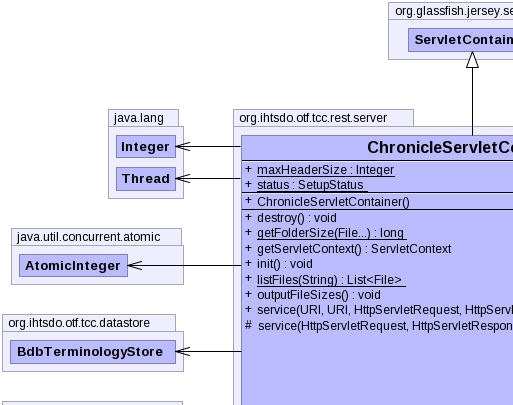 org.glassfish.jersey.se
ServletContain
java.lang
Integer
Thread
java.util.concurrent.atomic
AtomicInteger
org.ihtsdo.otf.tcc.datastore
BdbTerminologyStore
org.ihtsdo.otf.tcc.rest.server
ChronicleServletCo
+ maxHeaderSize : Integer
+ status : SetupStatus
+ ChronicleServletContainer()
+ destroy() : void
+ getFolderSize(File...) : long
+ getServletContext() : ServletContext
+ init() : void
+ listFiles(String) : List<File>
+ outputFileSizes() : void
+ service(URI, URI, HttpServletRequest, HttpServl
# service(HttpServletRequest, HttpServletRespon